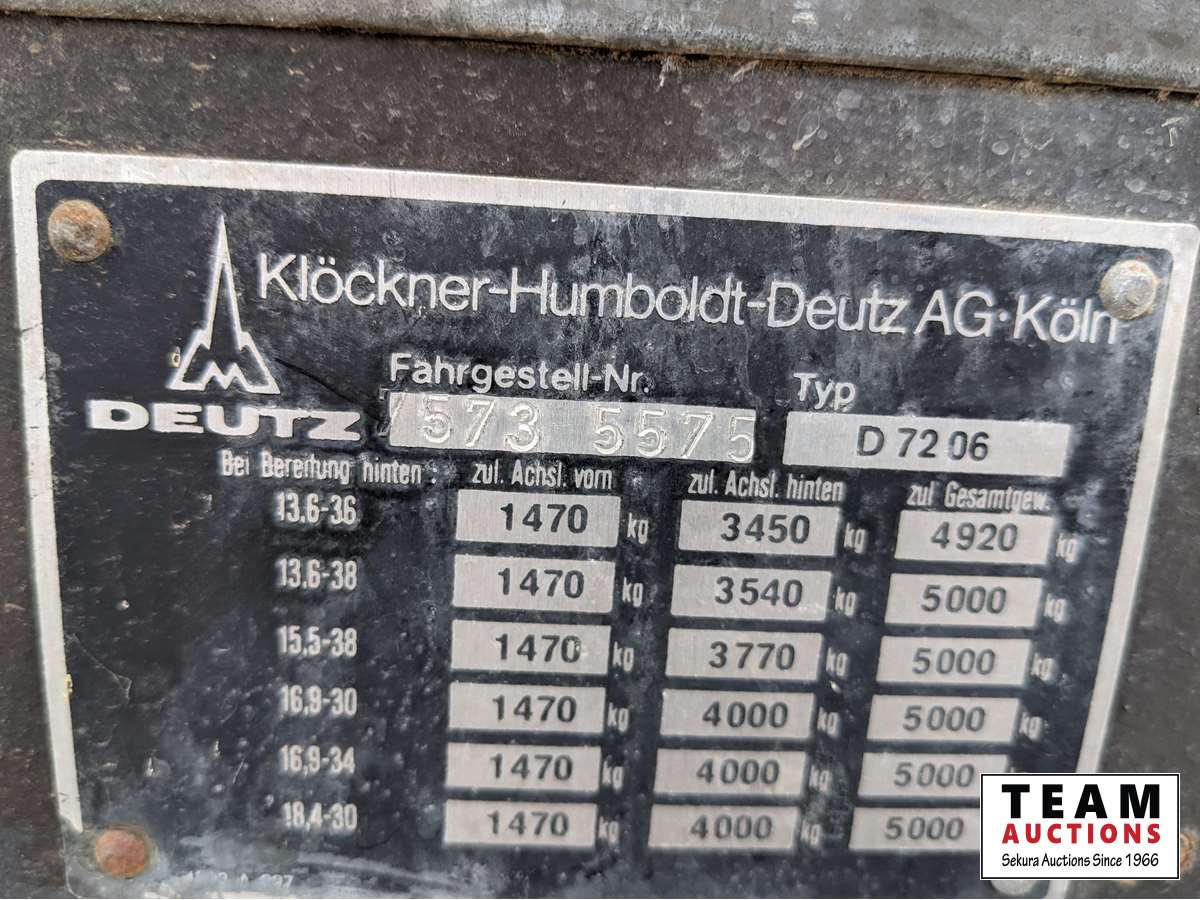 Klöckner-Humboldt-Deutz AG·Köln
DEUTZ
Fahrgestell-Nr. Typ
7573 5575 D 72 06
Bei Bereifung hinten: zul. Achsl. vorn zul. Achsl. hinten zul Gesamtgew.
13,6-36 1470 kg 3450 kg 4920 kg
13,6-38 1470 kg 3540 kg 5000 kg
15,5-38 1470 kg 3770 kg 5000 kg
16,9-30 1470 kg 4000 kg 5000 kg
16,9-34 1470 kg 4000 kg 5000
18,4-30 1470 kg 4000 kg 5000
TEAM
AUCTIONS
Sekura Auctions Since 1966